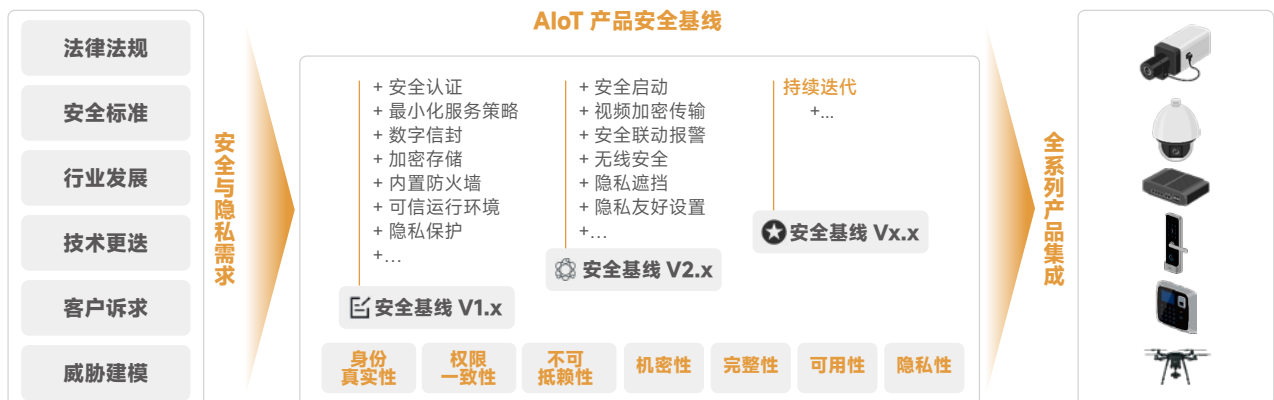 法律法规
安全标准
行业发展
技术更迭
客户诉求
威胁建模
安全与隐私需求
AIoT 产品安全基线
+ 安全认证
+ 最小化服务策略
+ 数字信封
+ 加密存储
+ 内置防火墙
+ 可信运行环境
+ 隐私保护
+...
安全基线 V1.x
+ 安全启动
+ 视频加密传输
+ 安全联动报警
+ 无线安全
+ 隐私遮挡
+ 隐私友好设置
+...
安全基线 V2.x
持续迭代
+...
安全基线 Vx.x
身份
真实性
权限
一致性
不可
抵赖性
机密性
完整性
可用性
隐私性
全系列产品集成